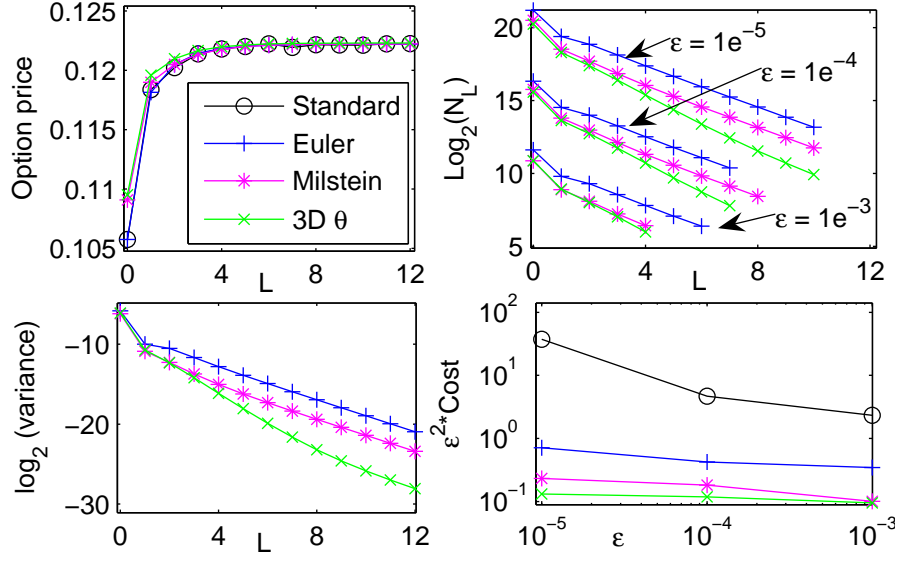 Option price
0.12
0.115
0.11
0.105
Standard
Euler
Milstein
3D θ
0 4 8 12
L
Log2(NL)
20
15
10
5
ε = 1e-5
ε = 1e-4
ε = 1e-3
0 4 8 12
L
log2 (variance)
−10
−20
−30
0 4 8 12
L
ε2*Cost
10^2
10^1
10^0
10^-1
10^-5 10^-4 10^-3
ε